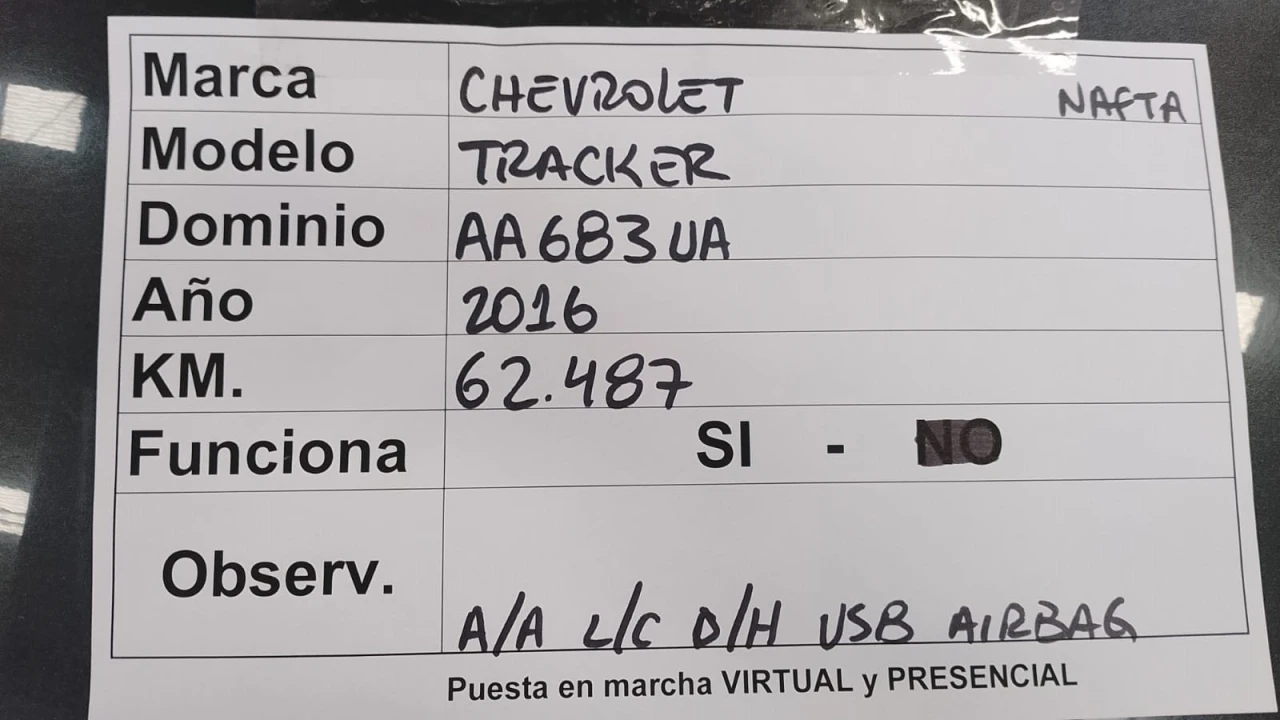 Marca CHEVROLET NAFTA
Modelo TRACKER
Dominio AA683UA
Año 2016
KM. 62.487
Funciona SI - NO
Observ. A/A L/C D/H USB AIRBAG
Puesta en marcha VIRTUAL y PRESENCIAL